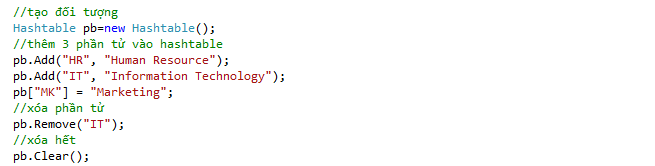 //tạo đối tượng
Hashtable pb=new Hashtable();
//thêm 3 phần tử vào hashtable
pb.Add("HR", "Human Resource");
pb.Add("IT", "Information Technology");
pb["MK"] = "Marketing";
//xóa phần tử
pb.Remove("IT");
//xóa hết
pb.Clear();